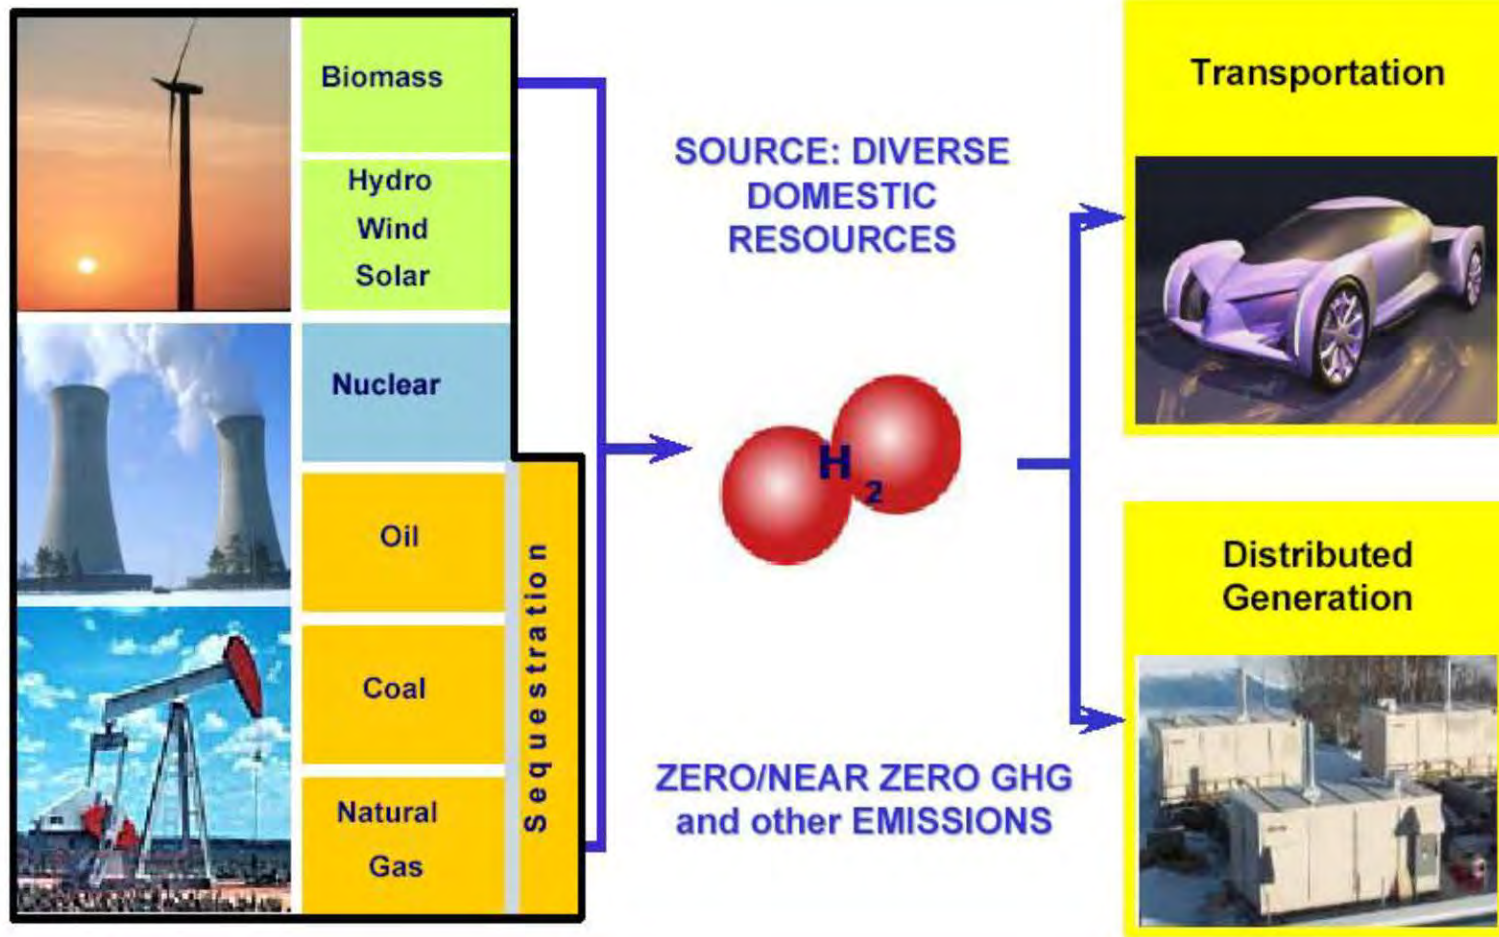 Biomass
Hydro
Wind
Solar
Nuclear
Oil
Coal
Natural
Gas
Sequestration
SOURCE: DIVERSE
DOMESTIC
RESOURCES
H2
ZERO/NEAR ZERO GHG
and other EMISSIONS
Transportation
Distributed
Generation